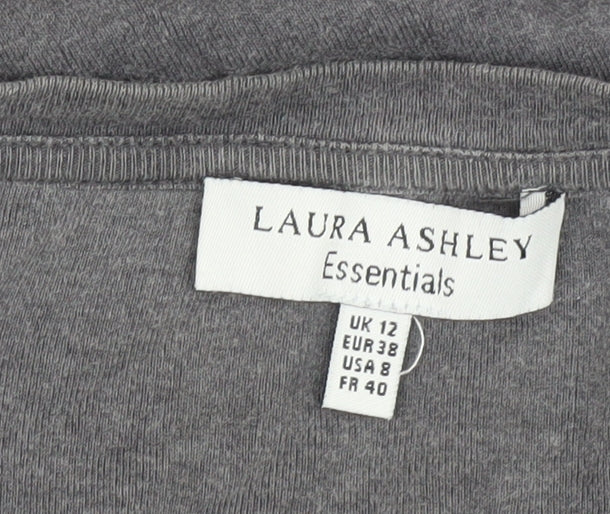 LAURA ASHLEY
Essentials
UK 12
EUR 38
USA 8
FR 40